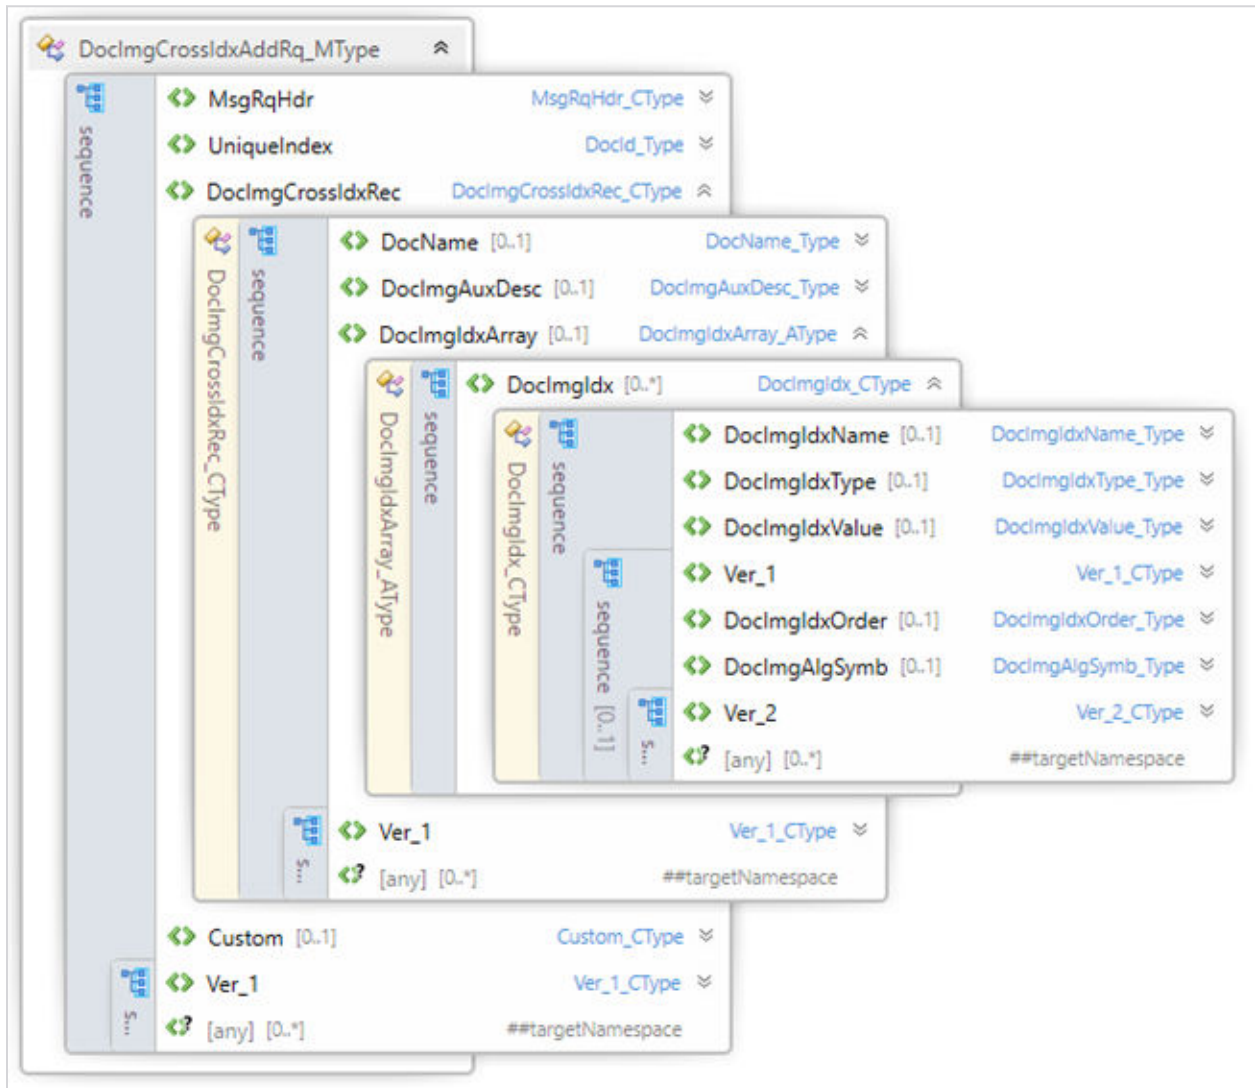 DocImgCrossIdxAddRq_MType
sequence
MsgRqHdr MsgRqHdr_CType
UniqueIndex DocId_Type
DocImgCrossIdxRec DocImgCrossIdxRec_CType
DocImgCrossIdxRec_CType
sequence
DocName [0..1] DocName_Type
DocImgAuxDesc [0..1] DocImgAuxDesc_Type
DocImgIdxArray [0..1] DocImgIdxArray_AType
DocImgIdxArray_AType
sequence
DocImgIdx [0..*] DocImgIdx_CType
DocImgIdx_CType
sequence
DocImgIdxName [0..1] DocImgIdxName_Type
DocImgIdxType [0..1] DocImgIdxType_Type
DocImgIdxValue [0..1] DocImgIdxValue_Type
sequence [0..1]
Ver_1 Ver_1_CType
DocImgIdxOrder [0..1] DocImgIdxOrder_Type
DocImgAlgSymb [0..1] DocImgAlgSymb_Type
s...
Ver_2 Ver_2_CType
[any] [0..*] ##targetNamespace
s...
Ver_1 Ver_1_CType
[any] [0..*] ##targetNamespace
Custom [0..1] Custom_CType
s...
Ver_1 Ver_1_CType
[any] [0..*] ##targetNamespace